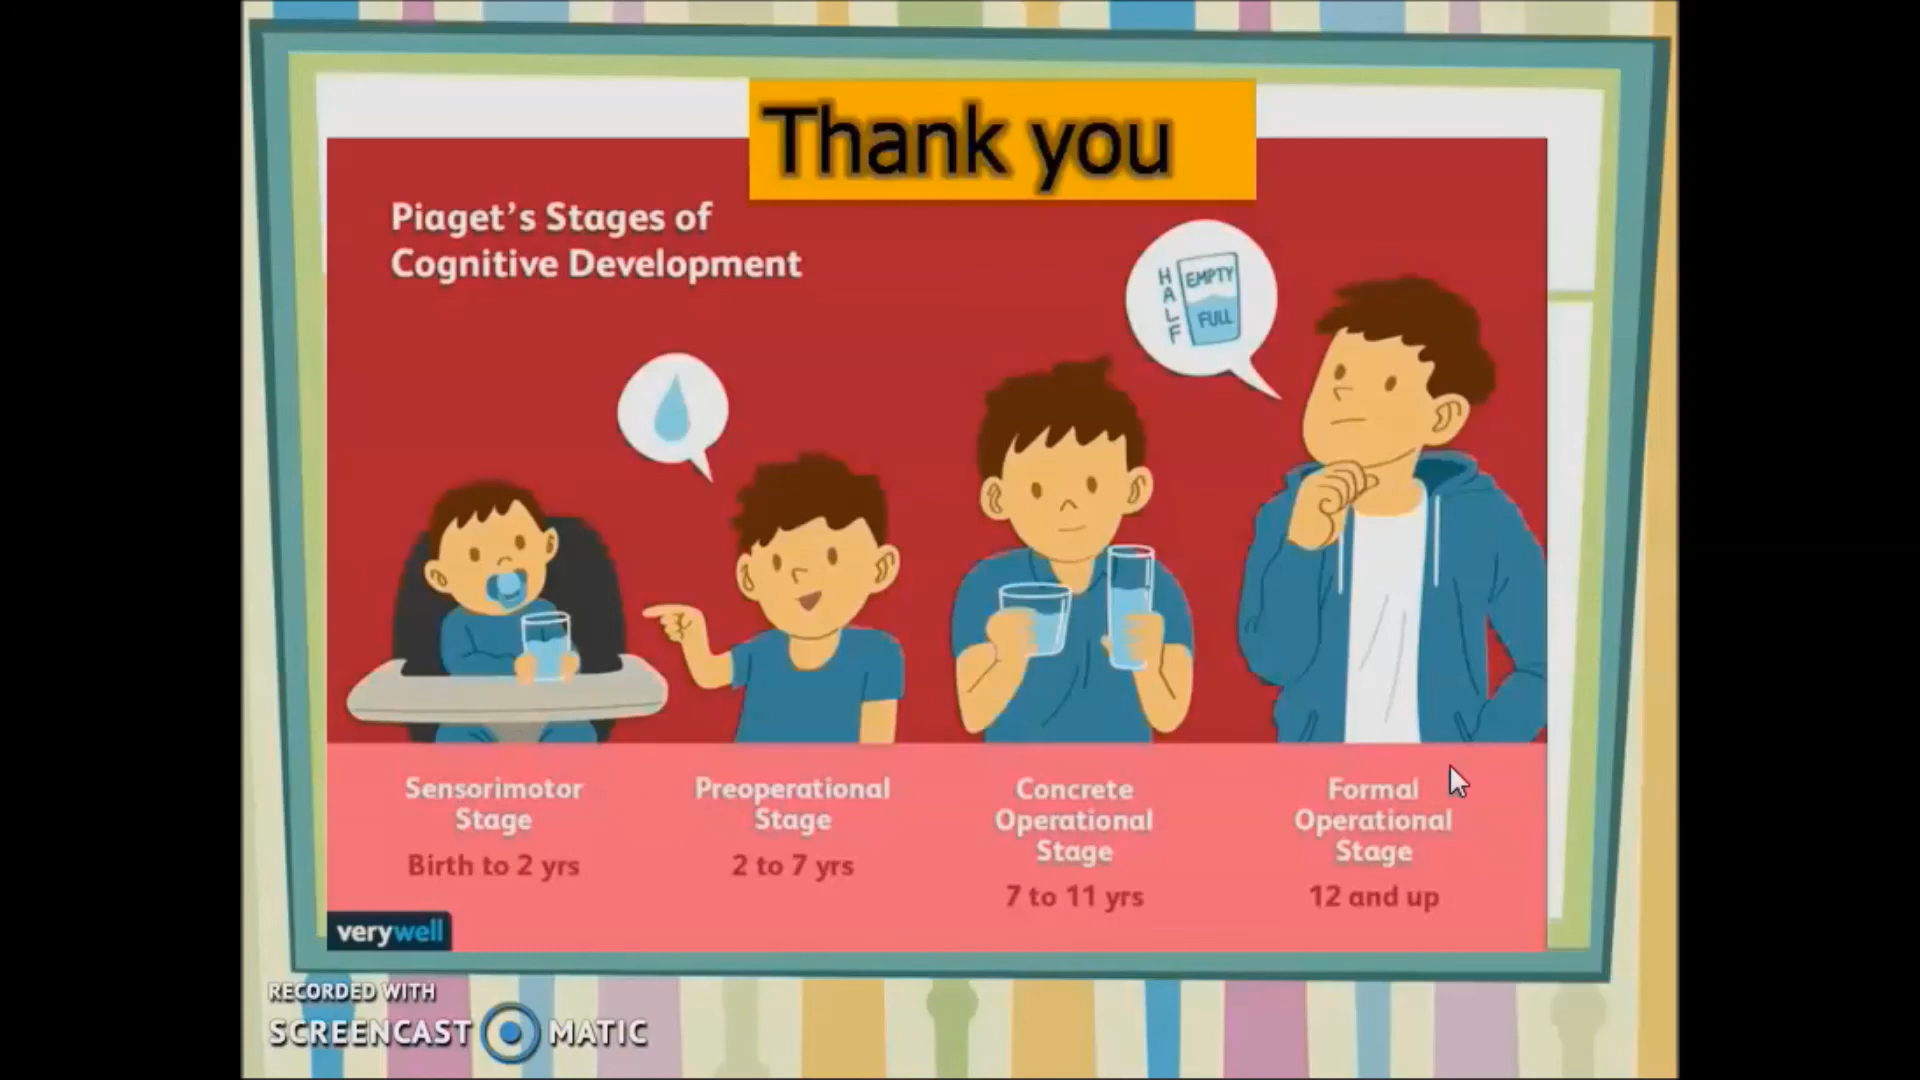 Thank you
Piaget's Stages of
Cognitive Development
H
A
L
F
EMPTY
FULL
Sensorimotor
Stage
Birth to 2 yrs
Preoperational
Stage
2 to 7 yrs
Concrete
Operational
Stage
7 to 11 yrs
Formal
Operational
Stage
12 and up
verywell
RECORDED WITH
SCREENCAST MATIC